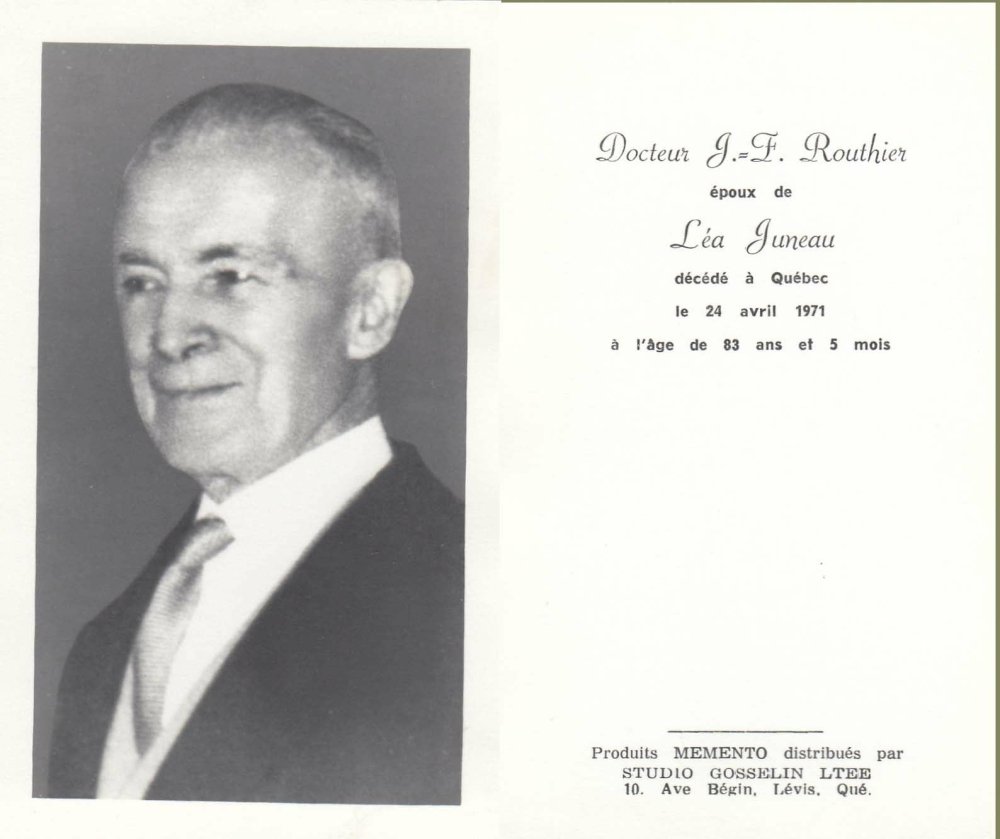 Docteur J.-F. Routhier
époux de
Léa Juneau
décédé à Québec
le 24 avril 1971
à l'âge de 83 ans et 5 mois
Produits MEMENTO distribués par
STUDIO GOSSELIN LTEE
10. Ave Bégin, Lévis, Qué.